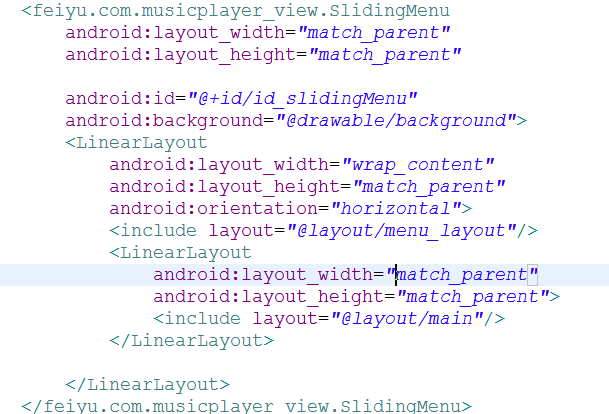 <feiyu.com.musicplayer_view.SlidingMenu
android:layout_width="match_parent"
android:layout_height="match_parent"
android:id="@+id/id_slidingMenu"
android:background="@drawable/background">
<LinearLayout
android:layout_width="wrap_content"
android:layout_height="match_parent"
android:orientation="horizontal">
<include layout="@layout/menu_layout"/>
<LinearLayout
android:layout_width="match_parent"
android:layout_height="match_parent">
<include layout="@layout/main"/>
</LinearLayout>
</LinearLayout>
</feiyu.com.musicplayer_view.SlidingMenu>